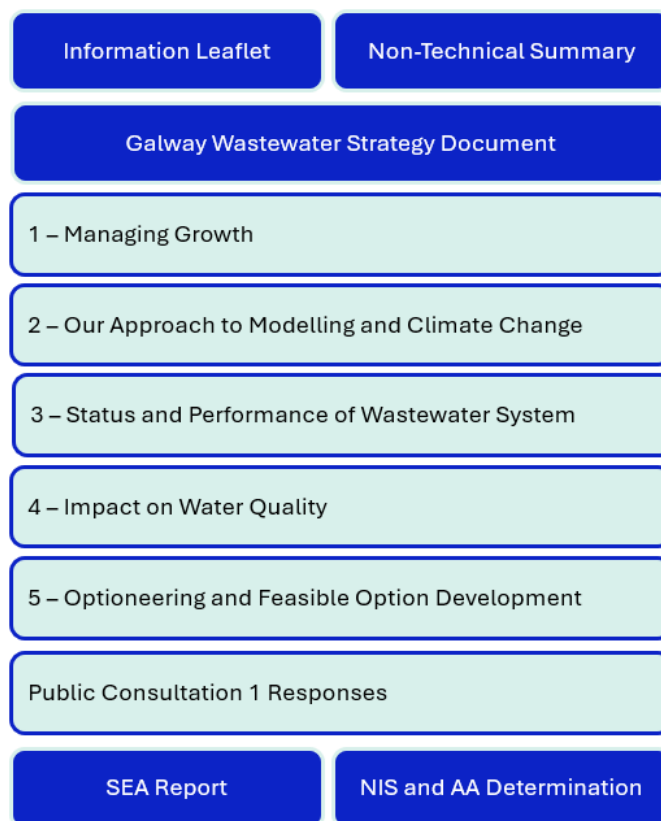 Information Leaflet
Non-Technical Summary
Galway Wastewater Strategy Document
1 – Managing Growth
2 – Our Approach to Modelling and Climate Change
3 – Status and Performance of Wastewater System
4 – Impact on Water Quality
5 – Optioneering and Feasible Option Development
Public Consultation 1 Responses
SEA Report
NIS and AA Determination